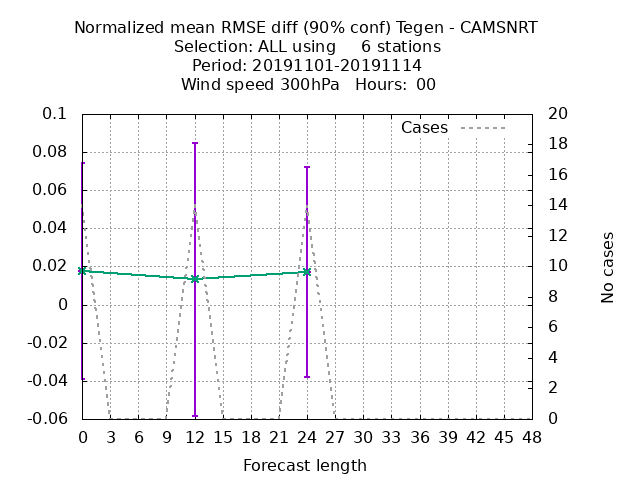 Normalized mean RMSE diff (90% conf) Tegen - CAMSNRT
Selection: ALL using     6 stations
Period: 20191101-20191114
Wind speed 300hPa   Hours:  00
Cases
0.1
0.08
0.06
0.04
0.02
0
-0.02
-0.04
-0.06
20
18
16
14
12
10
8
6
4
2
0
No cases
0 3 6 9 12 15 18 21 24 27 30 33 36 39 42 45 48
Forecast length